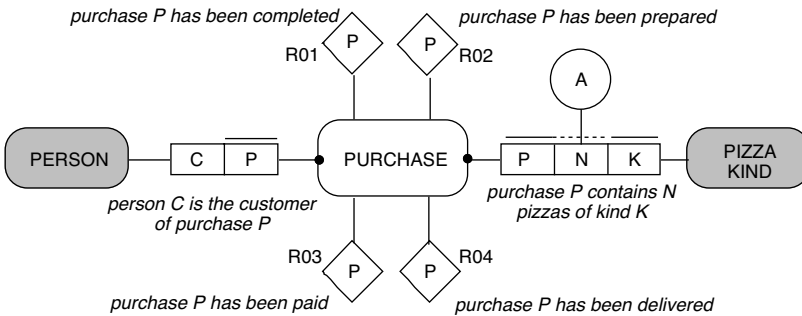 purchase P has been completed
purchase P has been prepared
P
P
R01
R02
A
PERSON
C P
PURCHASE
P N K
PIZZA
KIND
person C is the customer
of purchase P
purchase P contains N
pizzas of kind K
R03
R04
P
P
purchase P has been paid
purchase P has been delivered